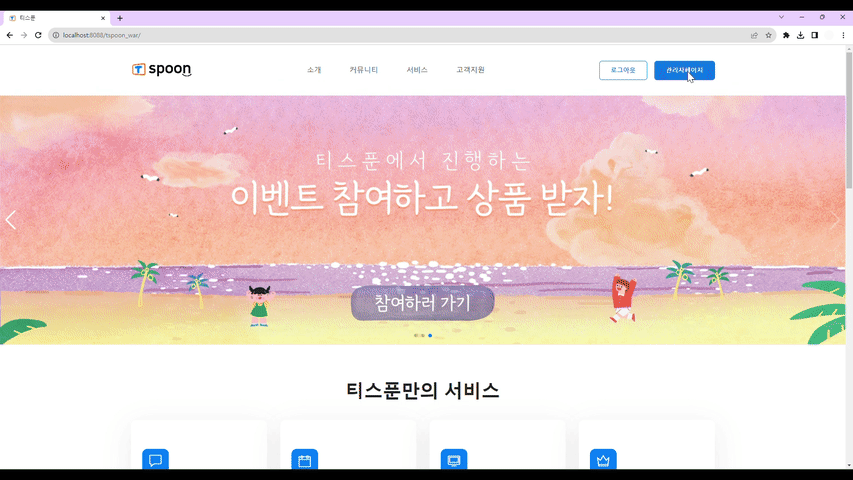 티스푼
localhost:8088/tspoon_war/
T spoon
소개
커뮤니티
서비스
고객지원
로그아웃
관리자페이지
티스푼에서 진행하는
이벤트 참여하고 상품 받자!
참여하러 가기
티스푼만의 서비스